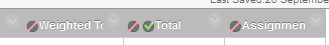 Last Saved:20 September
Weighted To Total Assignmen